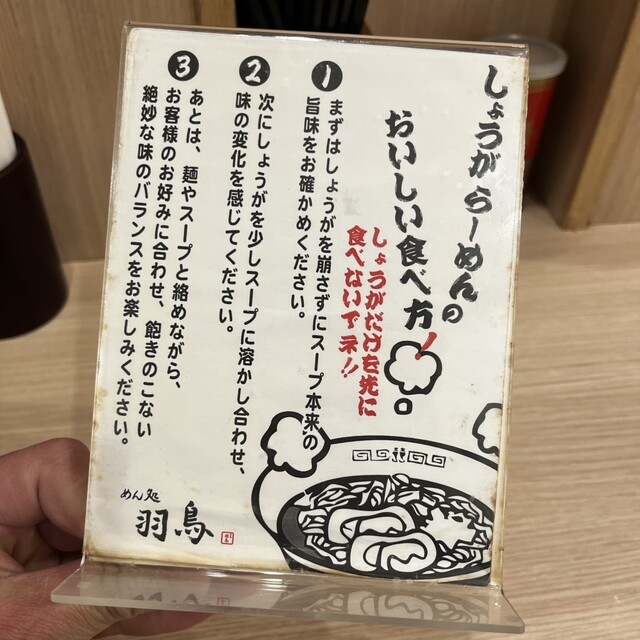 しょうがらーめんの
おいしい食べ方!
しょうがだけを先に
食べないでネ!!
1
まずはしょうがを崩さずにスープ本来の
旨味をお確かめください。
2
次にしょうがを少しスープに溶かし合わせ、
味の変化を感じてください。
3
あとは、麺やスープと絡めながら、
お客様のお好みに合わせ、飽きのこない
絶妙な味のバランスをお楽しみください。
めん処
羽鳥